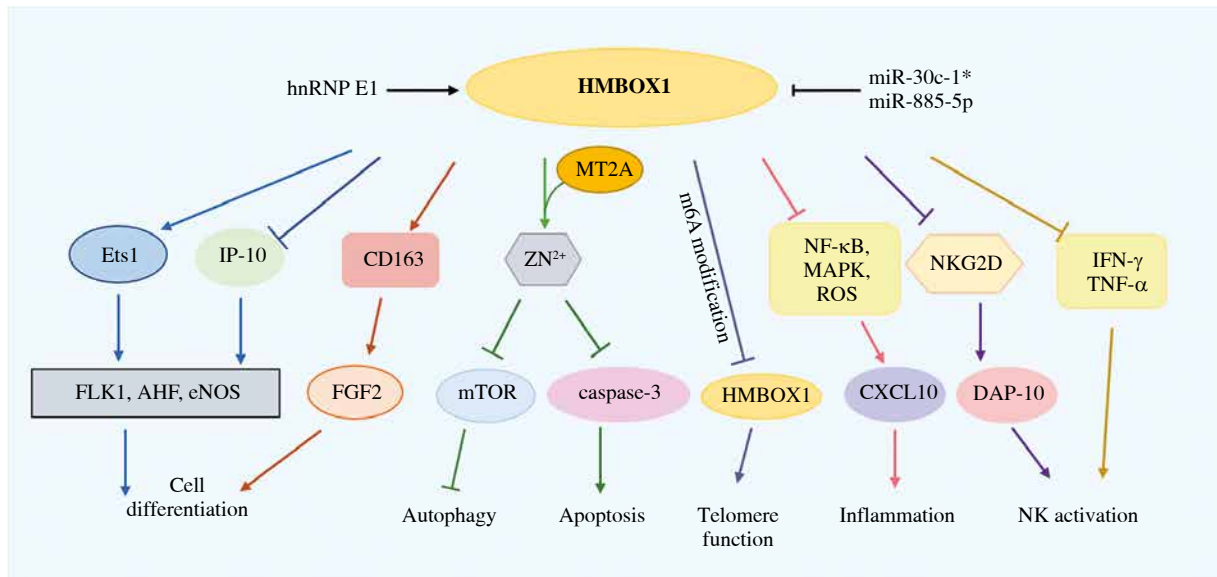 HMBOX1
hnRNP E1
miR-30c-1*
miR-885-5p
MT2A
m6A modification
Ets1
IP-10
CD163
ZN²⁺
NF-κB,
MAPK,
ROS
NKG2D
IFN-γ
TNF-α
FLK1, AHF, eNOS
FGF2
mTOR
caspase-3
HMBOX1
CXCL10
DAP-10
Cell
differentiation
Autophagy
Apoptosis
Telomere
function
Inflammation
NK activation